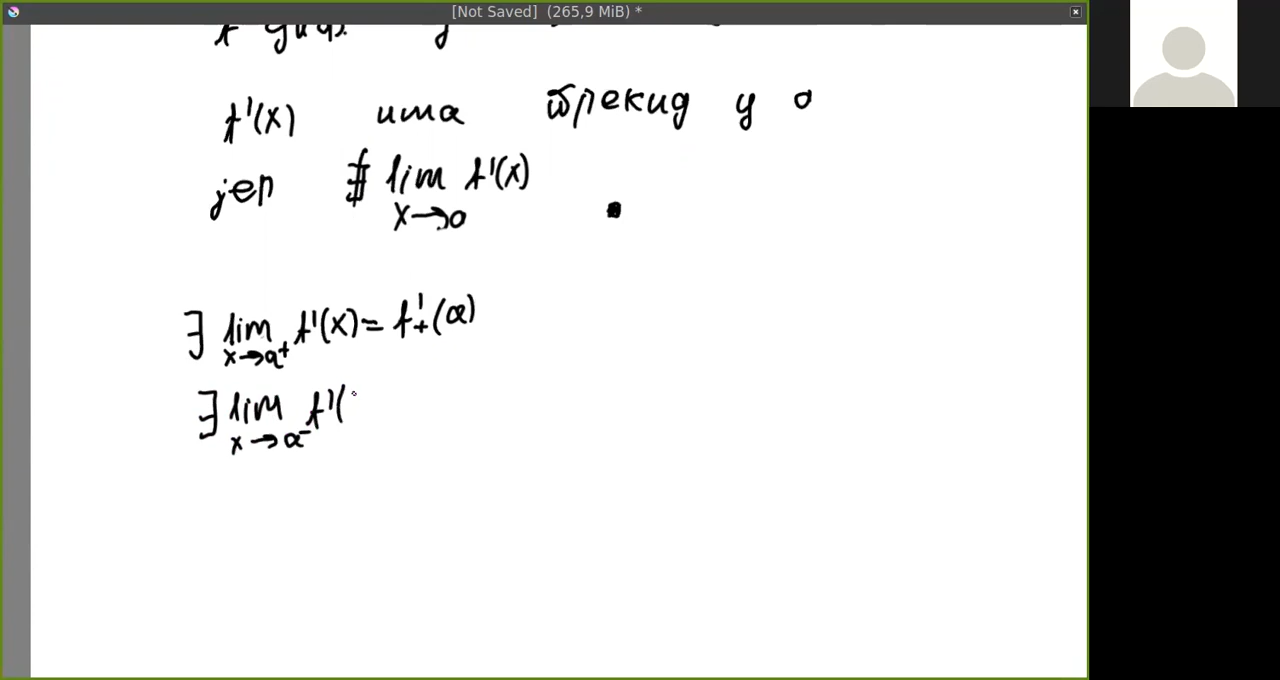 [Not Saved] (265,9 MiB) *
f'(x) има прекид у 0
јер ∄ lim f'(x)
x→0
∃ lim f'(x) = f'₊(a)
x→a⁺
∃ lim f'(
x→a⁻